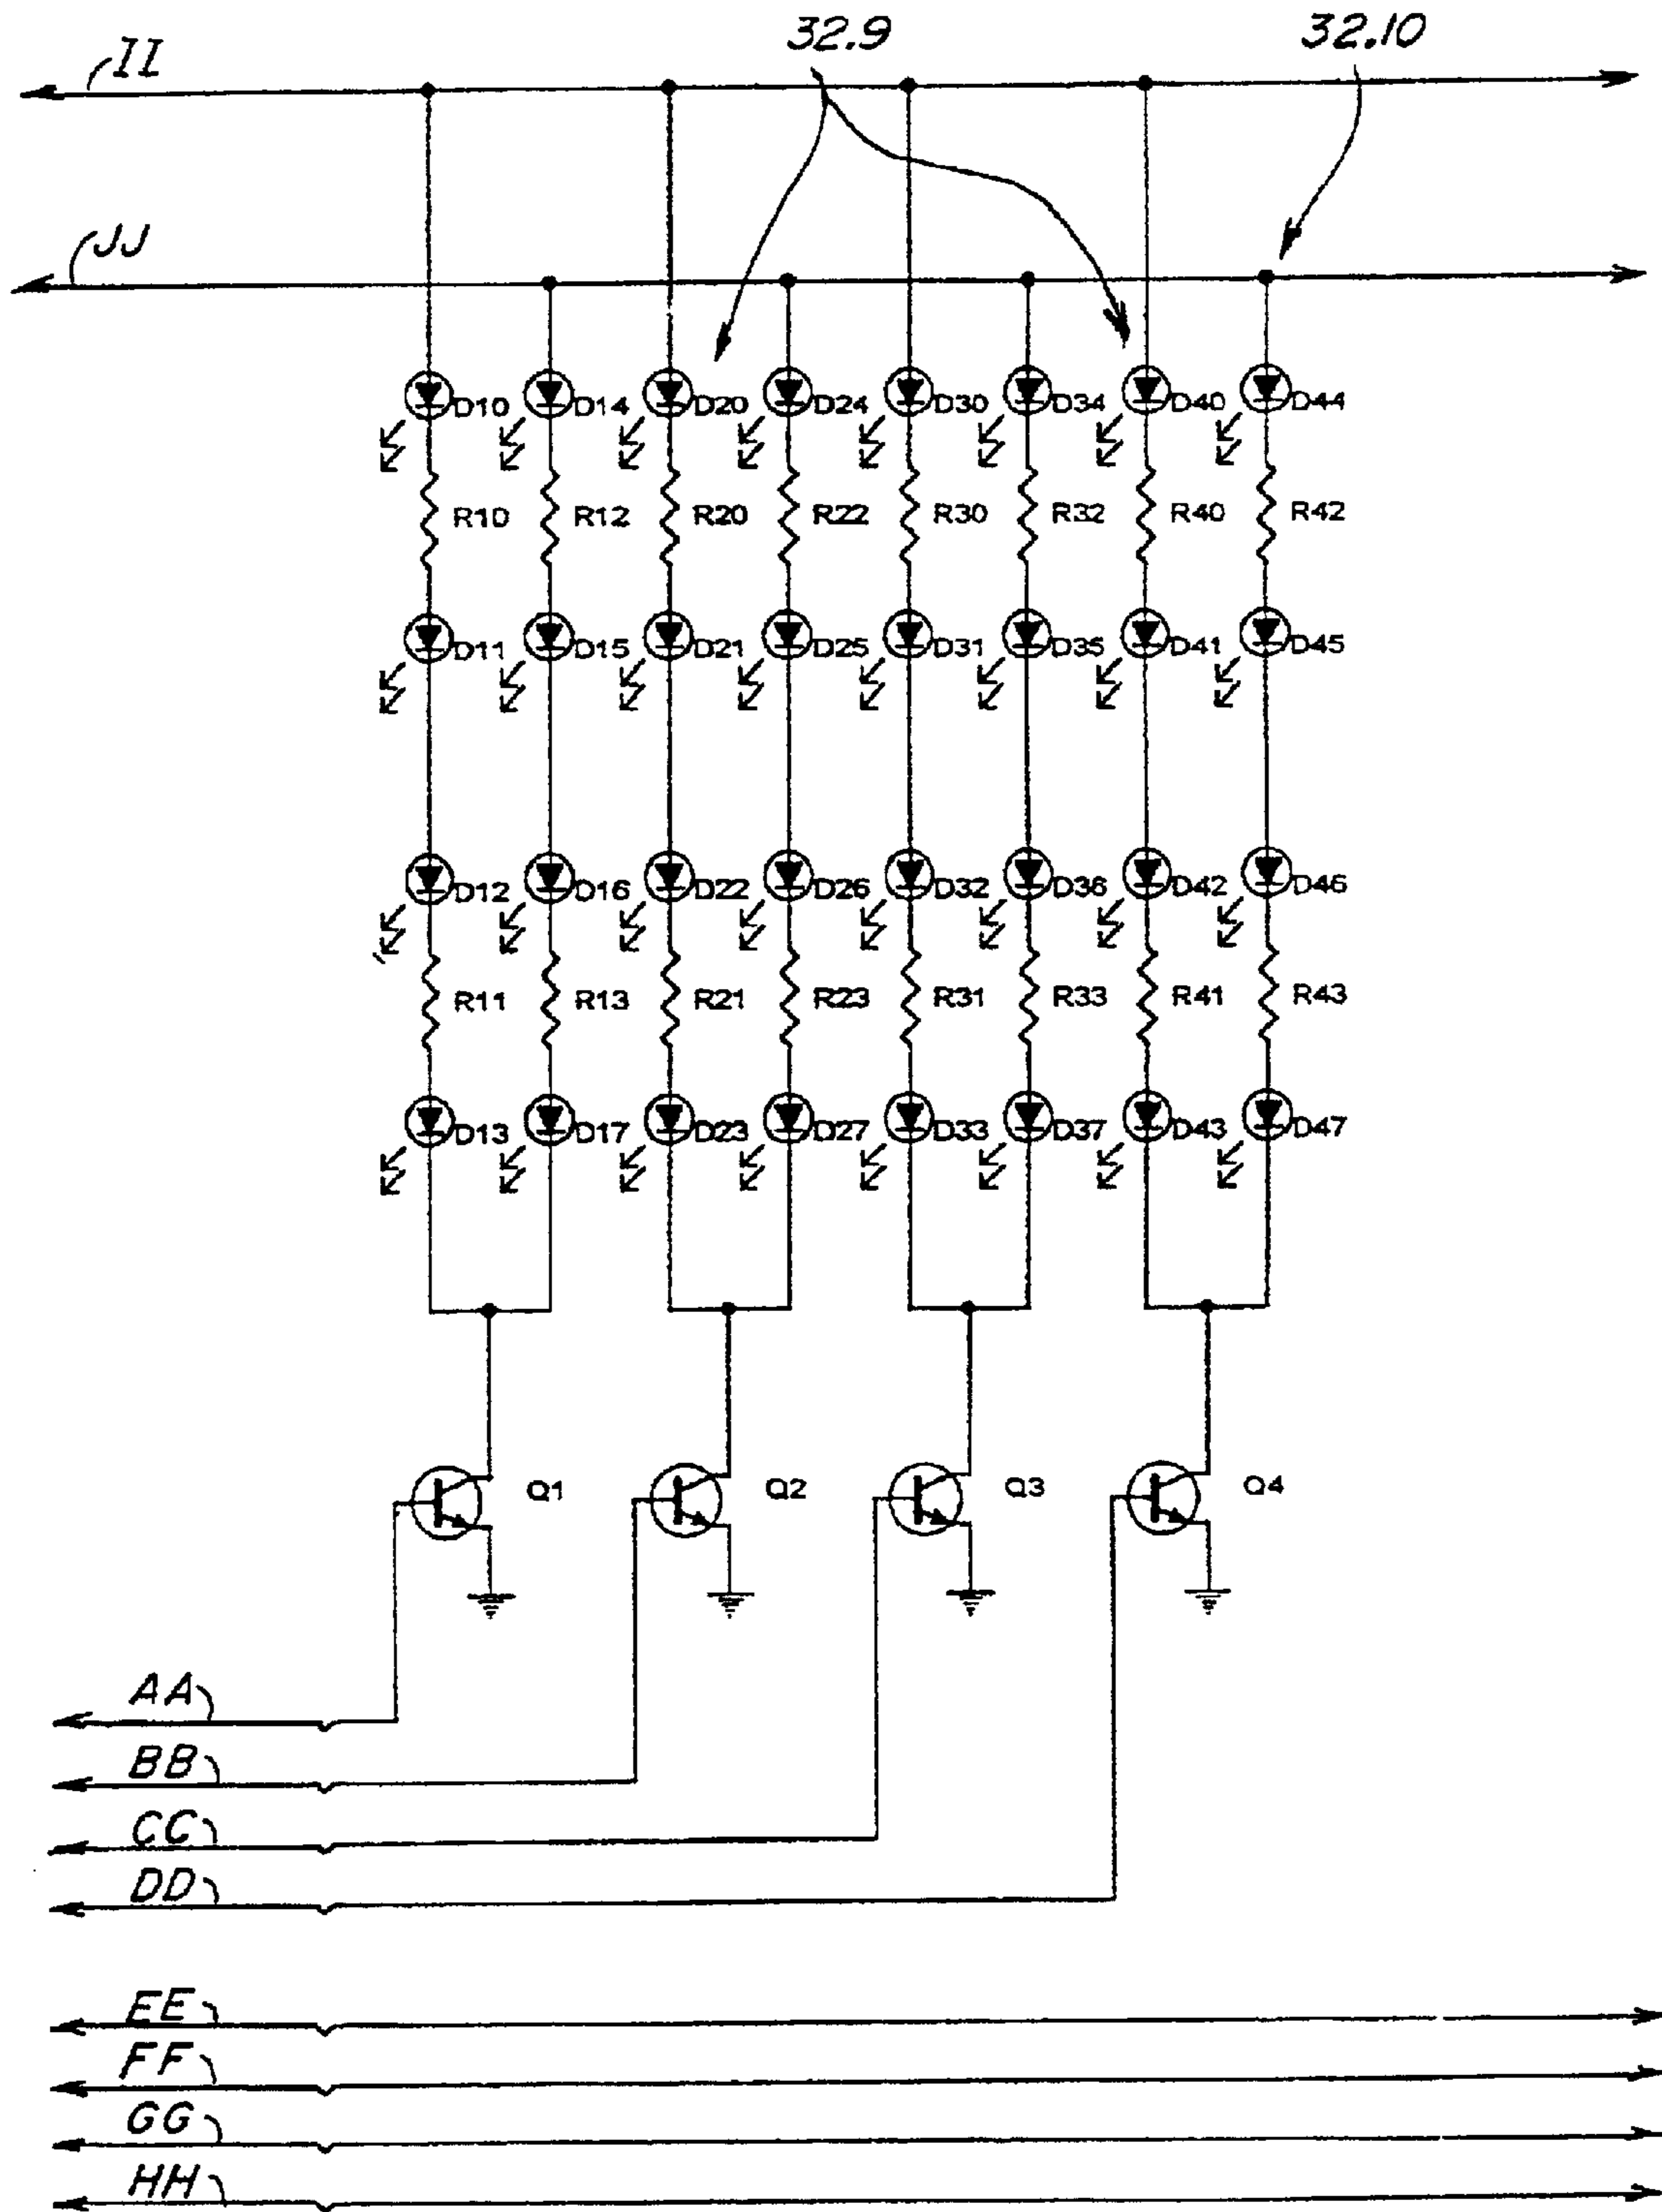 32.9 32.10
II
JJ
D10 D14 D20 D24 D30 D34 D40 D44
R10 R12 R20 R22 R30 R32 R40 R42
D11 D15 D21 D25 D31 D35 D41 D45
D12 D16 D22 D26 D32 D36 D42 D46
R11 R13 R21 R23 R31 R33 R41 R43
D13 D17 D23 D27 D33 D37 D43 D47
Q1 Q2 Q3 Q4
AA
BB
CC
DD
EE
FF
GG
HH